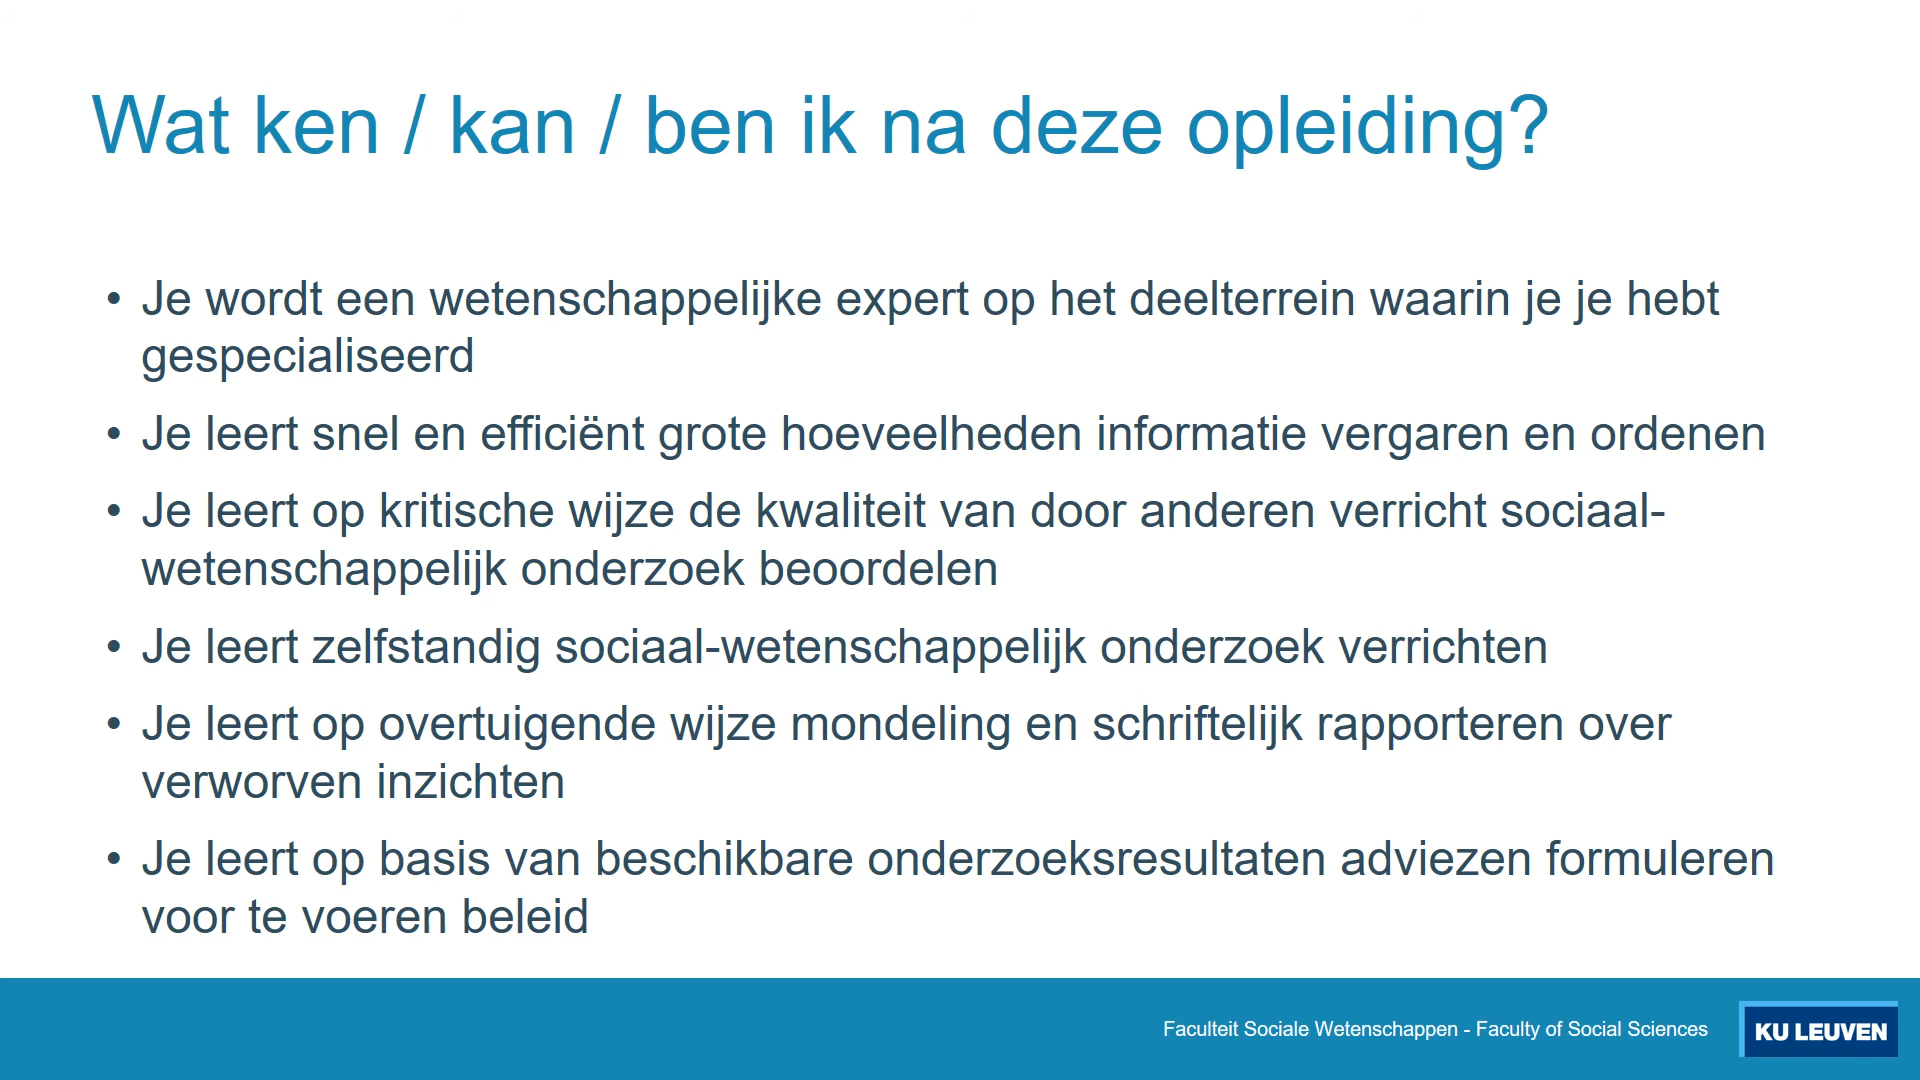 Wat ken / kan / ben ik na deze opleiding?
• Je wordt een wetenschappelijke expert op het deelterrein waarin je je hebt
gespecialiseerd
• Je leert snel en efficiënt grote hoeveelheden informatie vergaren en ordenen
• Je leert op kritische wijze de kwaliteit van door anderen verricht sociaal-
wetenschappelijk onderzoek beoordelen
• Je leert zelfstandig sociaal-wetenschappelijk onderzoek verrichten
• Je leert op overtuigende wijze mondeling en schriftelijk rapporteren over
verworven inzichten
• Je leert op basis van beschikbare onderzoeksresultaten adviezen formuleren
voor te voeren beleid
Faculteit Sociale Wetenschappen - Faculty of Social Sciences
KU LEUVEN